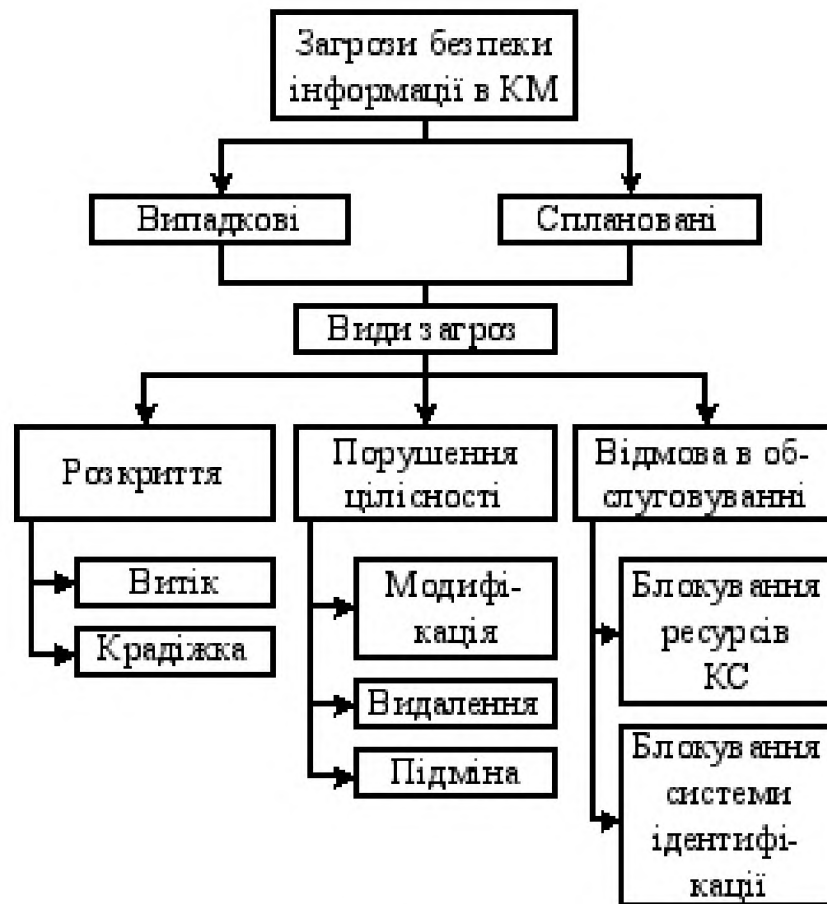 Загрози безпеки
інформації в КМ
Випадкові
Сплановані
Види загроз
Розкриття
Порушення
цілісності
Відмова в об-
слуговуванні
Витік
Крадіжка
Модифі-
кація
Видалення
Підміна
Блокування
ресурсів
КС
Блокування
системи
ідентифі-
кації